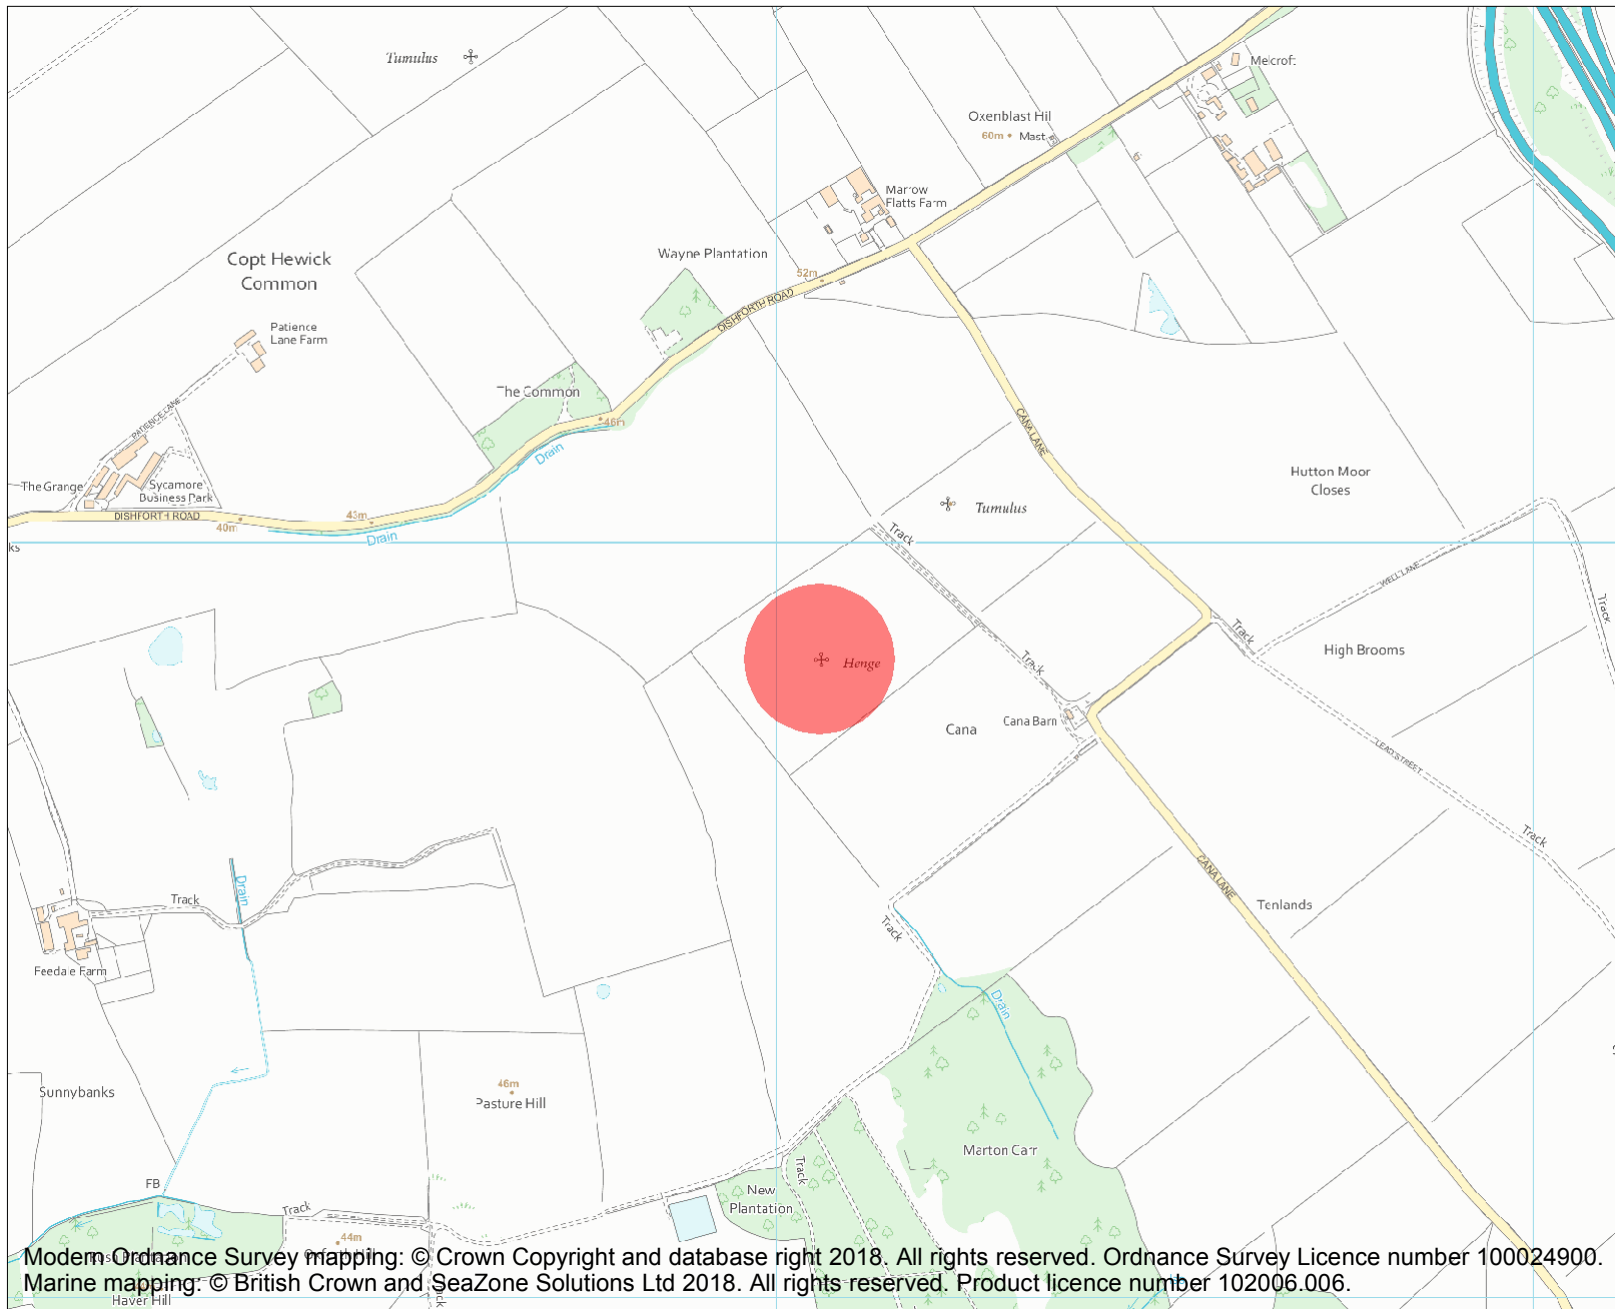 Tumulus
Melcroft
Oxenblast Hill
60m
Mast
Marrow
Flatts Farm
Copt Hewick
Common
Wayne Plantation
52m
DISHFORTH ROAD
Patience
Lane Farm
The Common
46m
PATIENCE LANE
CANA LANE
Drain
Hutton Moor
Closes
The Grange
Sycamore
Business Park
DISHFORTH ROAD
40m
43m
Drain
Tumulus
Track
ks
WELL LANE
Track
Track
High Brooms
Henge
Track
Cana
Cana Barn
LEAD STREET
Track
CANA LANE
Drain
Track
Tenlands
Track
Feedale Farm
Drain
Sunnybanks
46m
Pasture Hill
Marton Carr
Track
FB
New
Plantation
Track
44m
Modern Ordnance Survey mapping: © Crown Copyright and database right 2018. All rights reserved. Ordnance Survey Licence number 100024900.
Marine mapping: © British Crown and SeaZone Solutions Ltd 2018. All rights reserved. Product licence number 102006.006.
Haver Hill